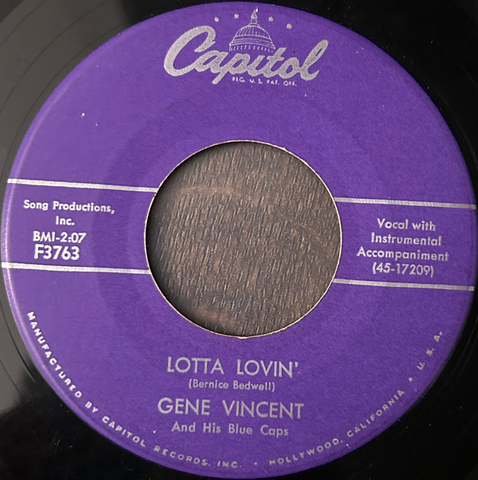 Capitol
REG. U.S. PAT. OFF.
Song Productions,
Inc.
BMI-2:07
F3763
Vocal with
Instrumental
Accompaniment
(45-17209)
LOTTA LOVIN'
(Bernice Bedwell)
GENE VINCENT
And His Blue Caps
MANUFACTURED BY CAPITOL RECORDS, INC. • HOLLYWOOD, CALIFORNIA • U.S.A.